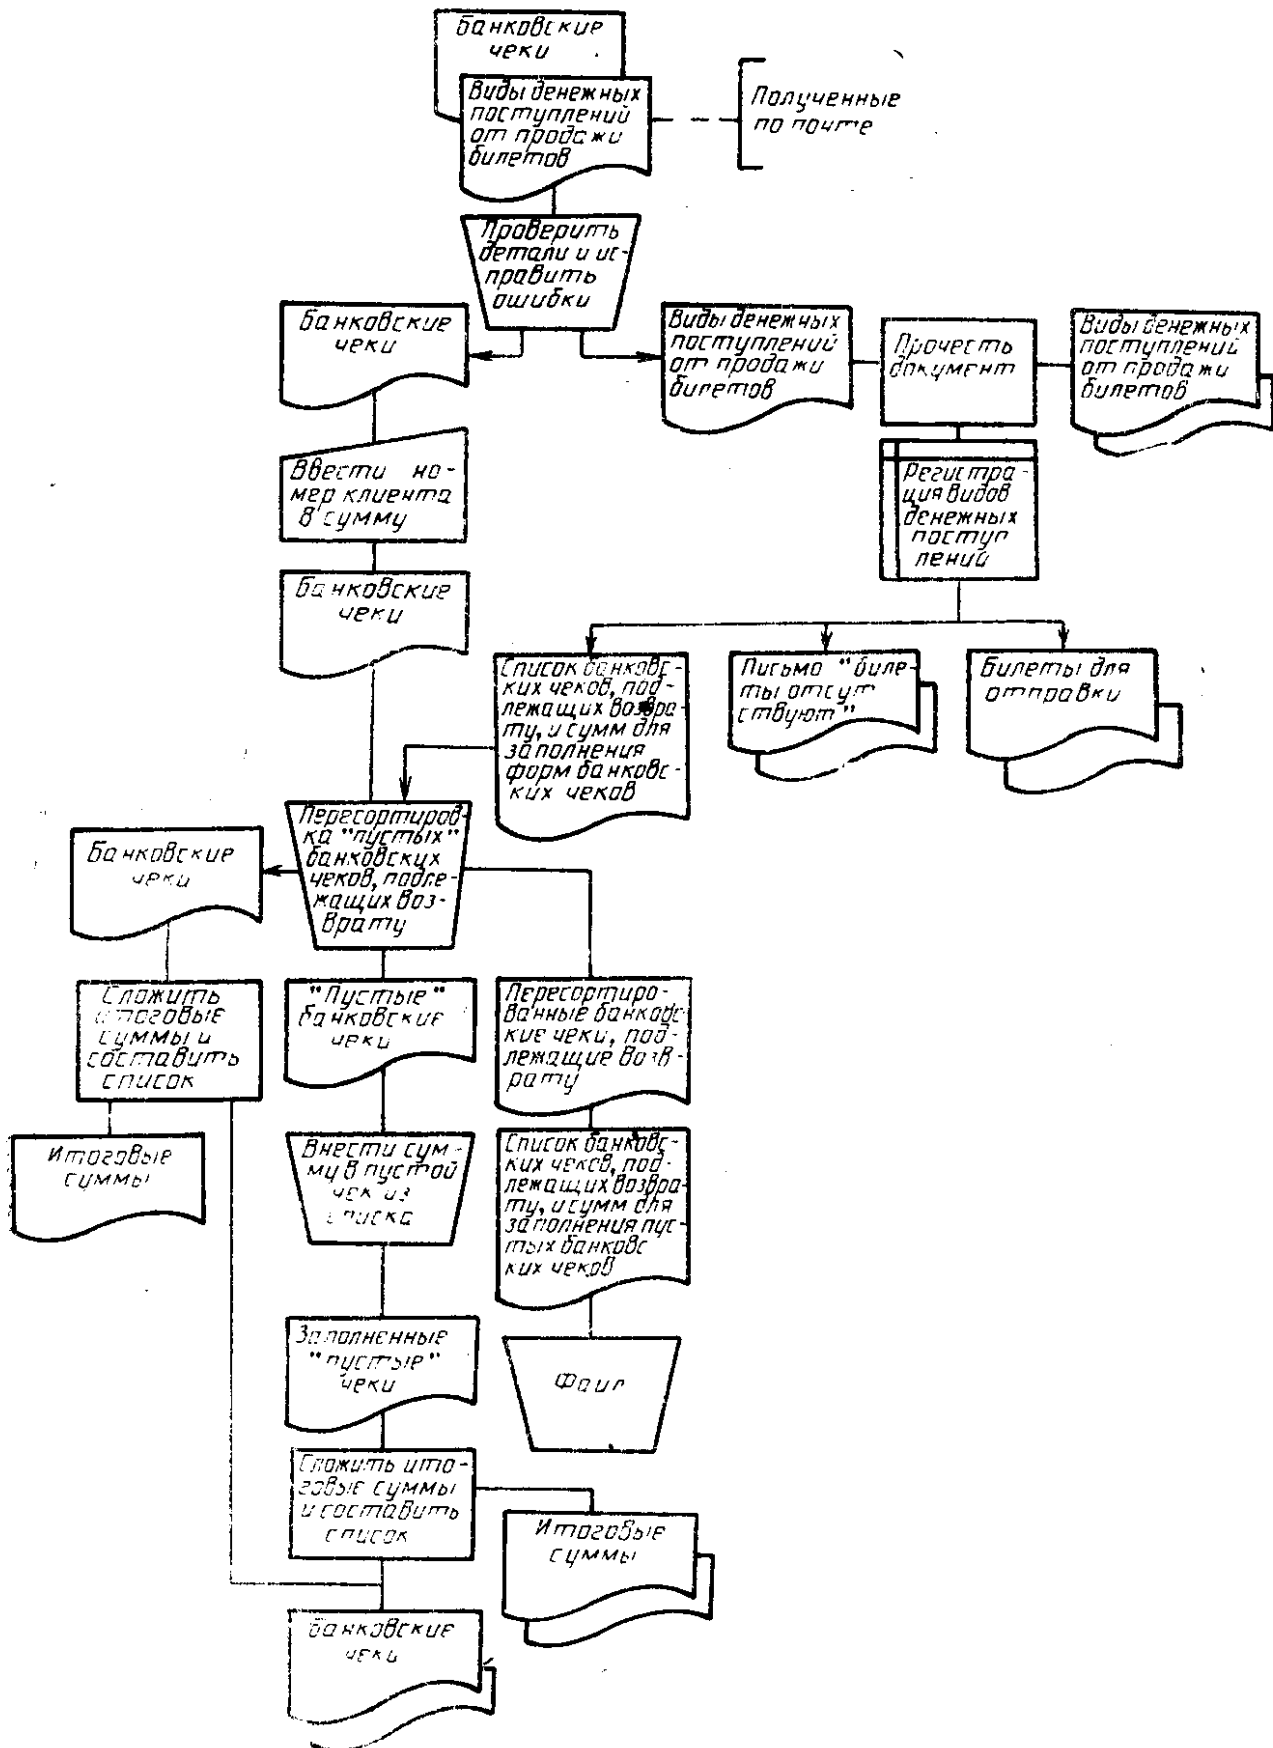 Банковские
чеки
Виды денежных
поступлений
от продажи
билетов
Полученные
по почте
Проверить
детали и ис-
править
ошибки
Банковские
чеки
Виды денежных
поступлений
от продажи
билетов
Прочесть
документ
Виды денежных
поступлений
от продажи
билетов
Ввести но-
мер клиента
в сумму
Регистра-
ция видов
денежных
поступ
лений
Банковские
чеки
Список банковс-
ких чеков, под-
лежащих возвра-
ту, и сумм для
заполнения
форм банковс-
ких чеков
Письмо "биле-
ты отсут
ствуют"
Билеты для
отправки
Пересортиров-
ка "пустых"
банковских
чеков, подле-
жащих воз-
врату
Банковские
чеки
Сложить
итоговые
суммы и
составить
список
"Пустые"
банковские
чеки
Пересортиро-
ванные банковс-
кие чеки, под-
лежащие возв-
рату
Итоговые
суммы
Внести сум-
му в пустой
чек из
списка
Список банковс-
ких чеков, под-
лежащих возвра-
ту, и сумм для
заполнения пус-
тых банковс
ких чеков
Заполненные
"пустые"
чеки
Фаил
Сложить ито-
говые суммы
и составить
список
Итоговые
суммы
Банковские
чеки